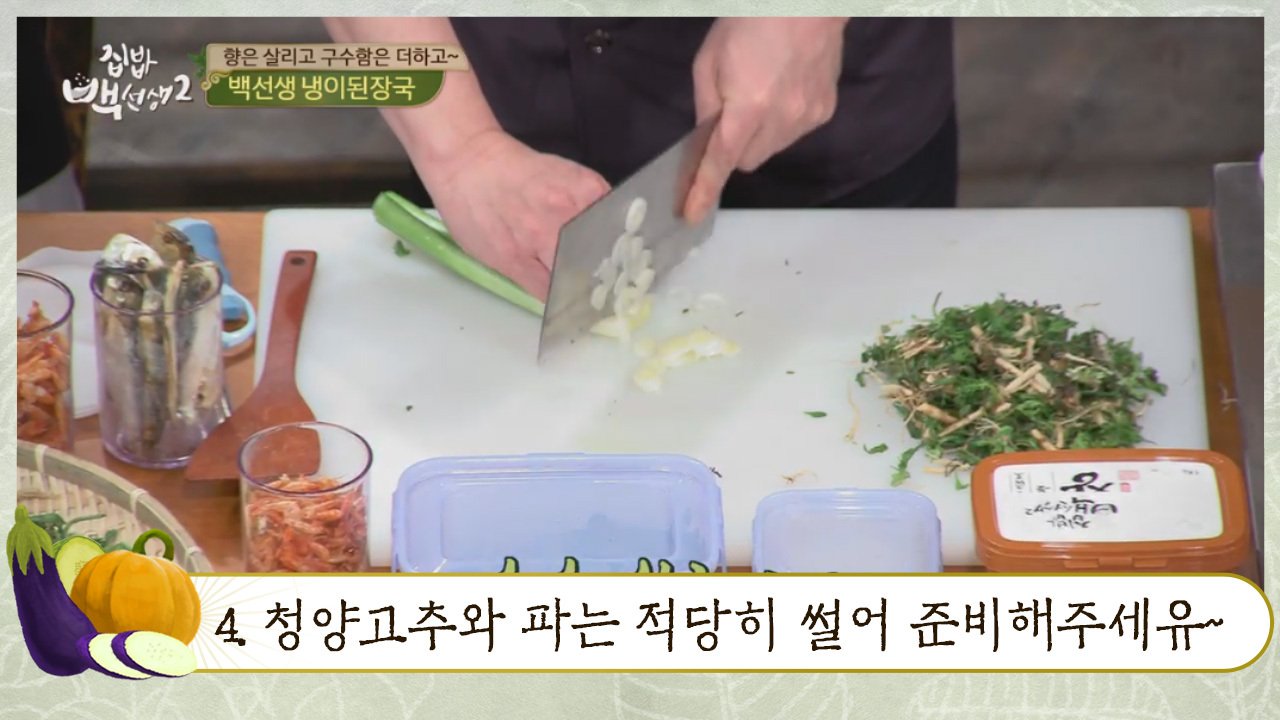 집밥
백선생2
향은 살리고 구수함은 더하고~
백선생 냉이된장국
4. 청양고추와 파는 적당히 썰어 준비해주세유~